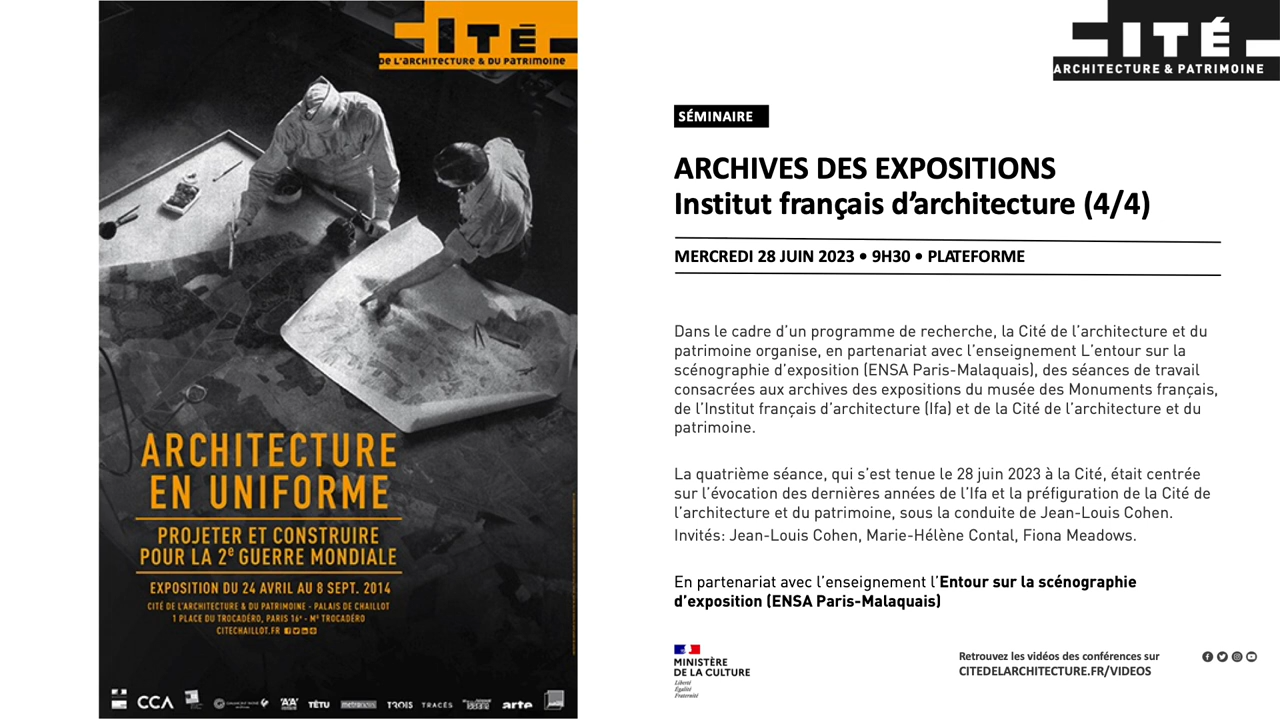 CITÉ
DE L'ARCHITECTURE & DU PATRIMOINE
ARCHITECTURE
EN UNIFORME
PROJETER ET CONSTRUIRE
POUR LA 2e GUERRE MONDIALE
EXPOSITION DU 24 AVRIL AU 8 SEPT. 2014
CITÉ DE L'ARCHITECTURE & DU PATRIMOINE - PALAIS DE CHAILLOT
1 PLACE DU TROCADÉRO, PARIS 16e - Mo TROCADÉRO
CITECHAILLOT.FR
CCA
'AA'
TÊTU
metropolis
TROIS
TRACÉS
arte
CITÉ
ARCHITECTURE & PATRIMOINE
SÉMINAIRE
ARCHIVES DES EXPOSITIONS
Institut français d'architecture (4/4)
MERCREDI 28 JUIN 2023 • 9H30 • PLATEFORME
Dans le cadre d'un programme de recherche, la Cité de l'architecture et du
patrimoine organise, en partenariat avec l'enseignement L'entour sur la
scénographie d'exposition (ENSA Paris-Malaquais), des séances de travail
consacrées aux archives des expositions du musée des Monuments français,
de l'Institut français d'architecture (Ifa) et de la Cité de l'architecture et du
patrimoine.
La quatrième séance, qui s'est tenue le 28 juin 2023 à la Cité, était centrée
sur l'évocation des dernières années de l'Ifa et la préfiguration de la Cité de
l'architecture et du patrimoine, sous la conduite de Jean-Louis Cohen.
Invités: Jean-Louis Cohen, Marie-Hélène Contal, Fiona Meadows.
En partenariat avec l'enseignement l'Entour sur la scénographie
d'exposition (ENSA Paris-Malaquais)
MINISTÈRE
DE LA CULTURE
Liberté
Égalité
Fraternité
Retrouvez les vidéos des conférences sur
CITEDELARCHITECTURE.FR/VIDEOS